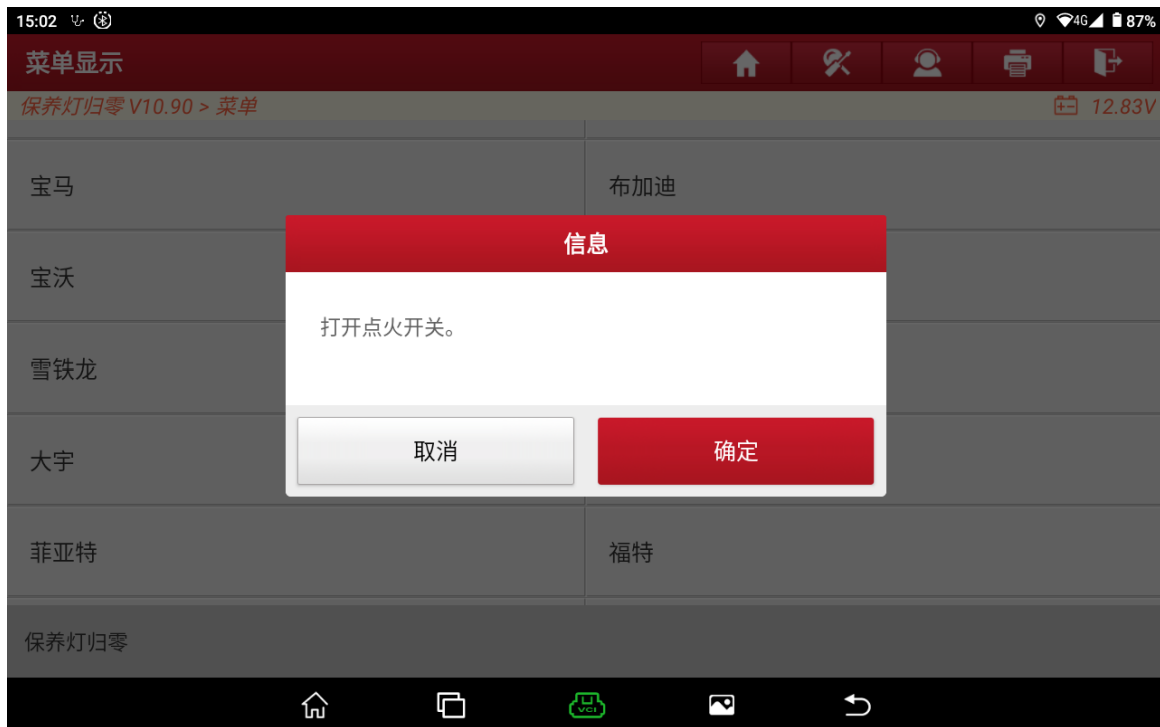 15:02 4G 87%
菜单显示
保养灯归零 V10.90 > 菜单 12.83V
宝马 布加迪
信息
宝沃
打开点火开关。
雪铁龙
取消 确定
大宇
菲亚特 福特
保养灯归零
VCI